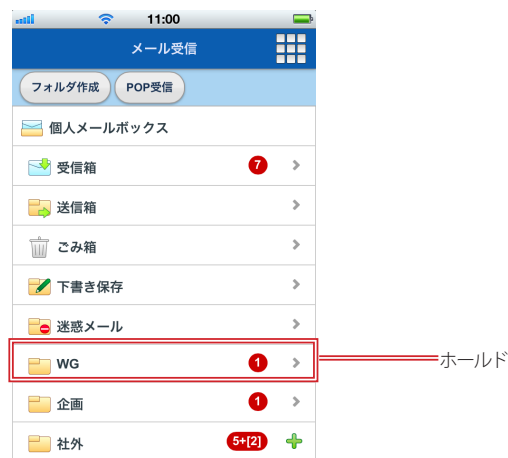 11:00
メール受信
フォルダ作成 POP受信
個人メールボックス
受信箱 7
送信箱
ごみ箱
下書き保存
迷惑メール
WG 1 ホールド
企画 1
社外 5+[2]